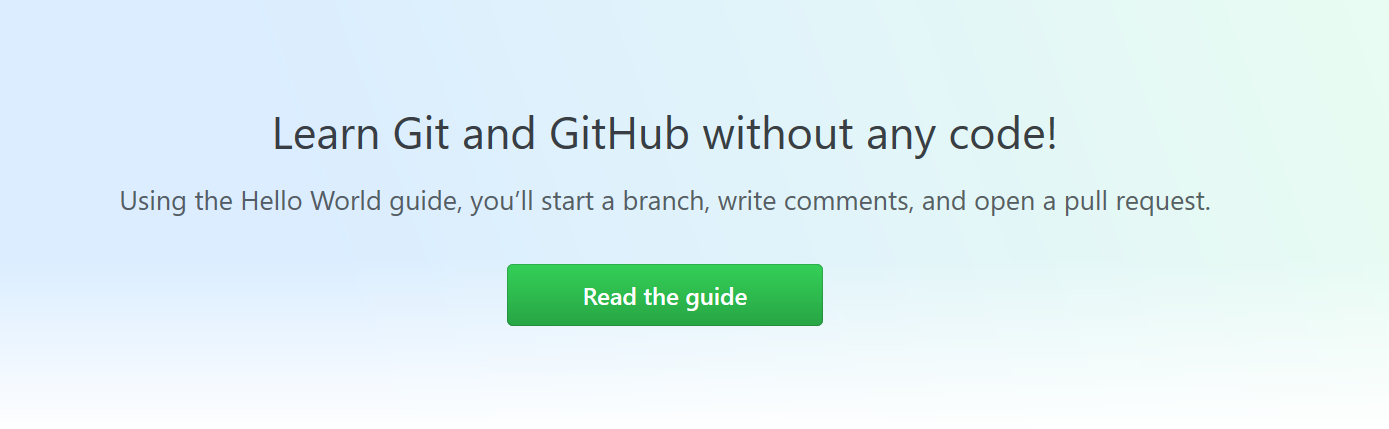 Learn Git and GitHub without any code!
Using the Hello World guide, you’ll start a branch, write comments, and open a pull request.
Read the guide